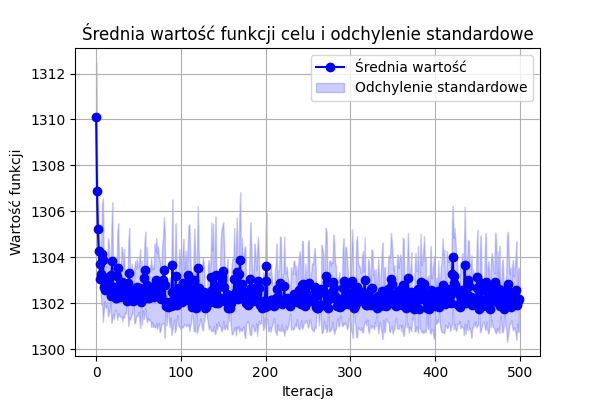 Średnia wartość funkcji celu i odchylenie standardowe
Średnia wartość
Odchylenie standardowe
Wartość funkcji
1312
1310
1308
1306
1304
1302
1300
0 100 200 300 400 500
Iteracja